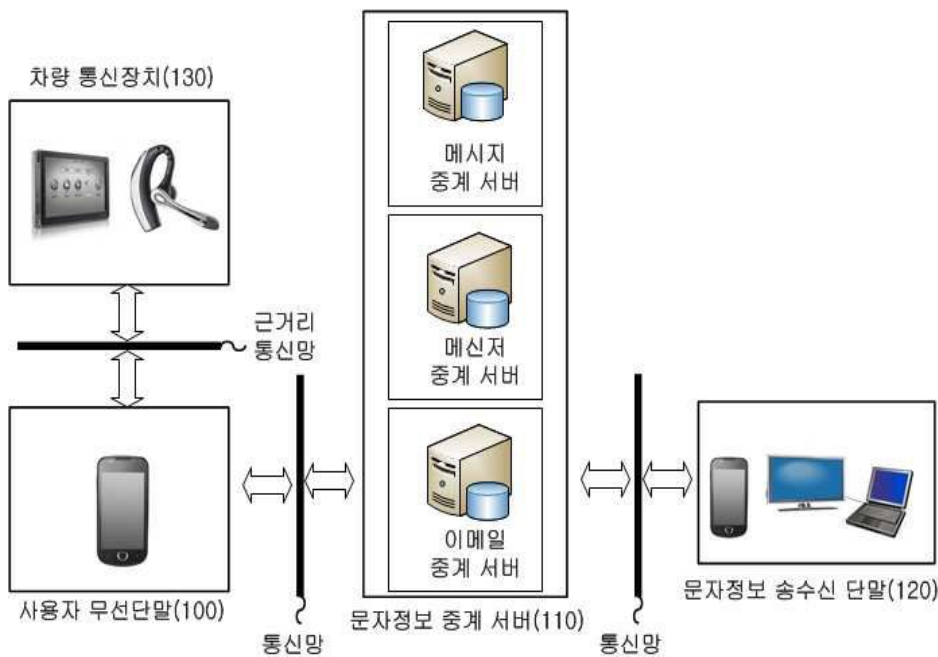 차량 통신장치(130)
메시지
중계 서버
근거리
통신망
메신저
중계 서버
이메일
중계 서버
사용자 무선단말(100)
통신망
문자정보 중계 서버(110)
통신망
문자정보 송수신 단말(120)